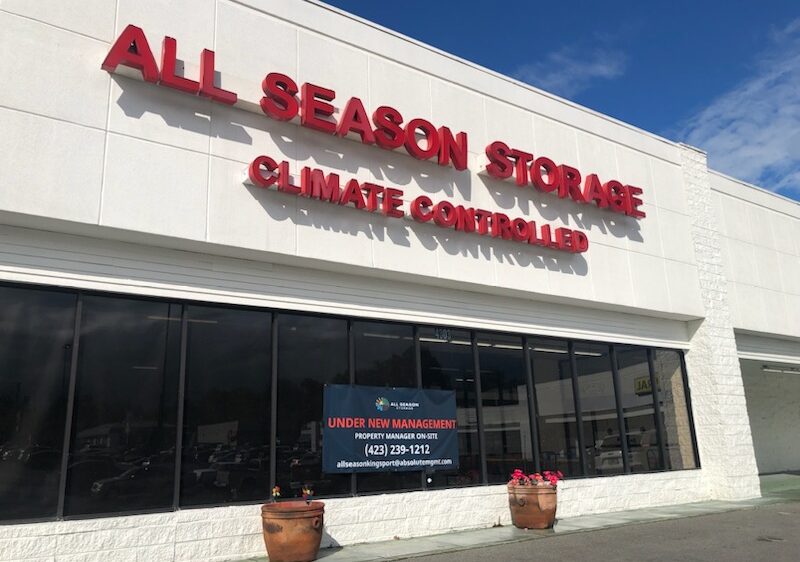 ALL SEASON STORAGE
CLIMATE CONTROLLED
ALL SEASON
STORAGE
UNDER NEW MANAGEMENT
PROPERTY MANAGER ON-SITE
(423) 239-1212
allseasonkingsport@absolutemgmt.com